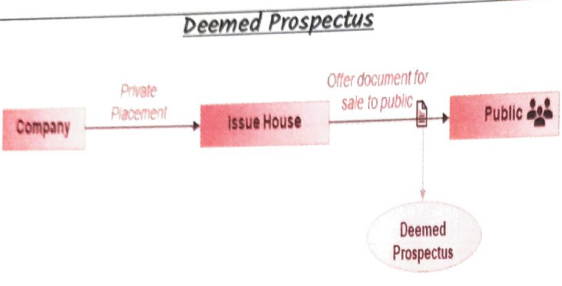 Deemed Prospectus
Private
Placement
Offer document for
sale to public
Company
Issue House
Public
Deemed
Prospectus